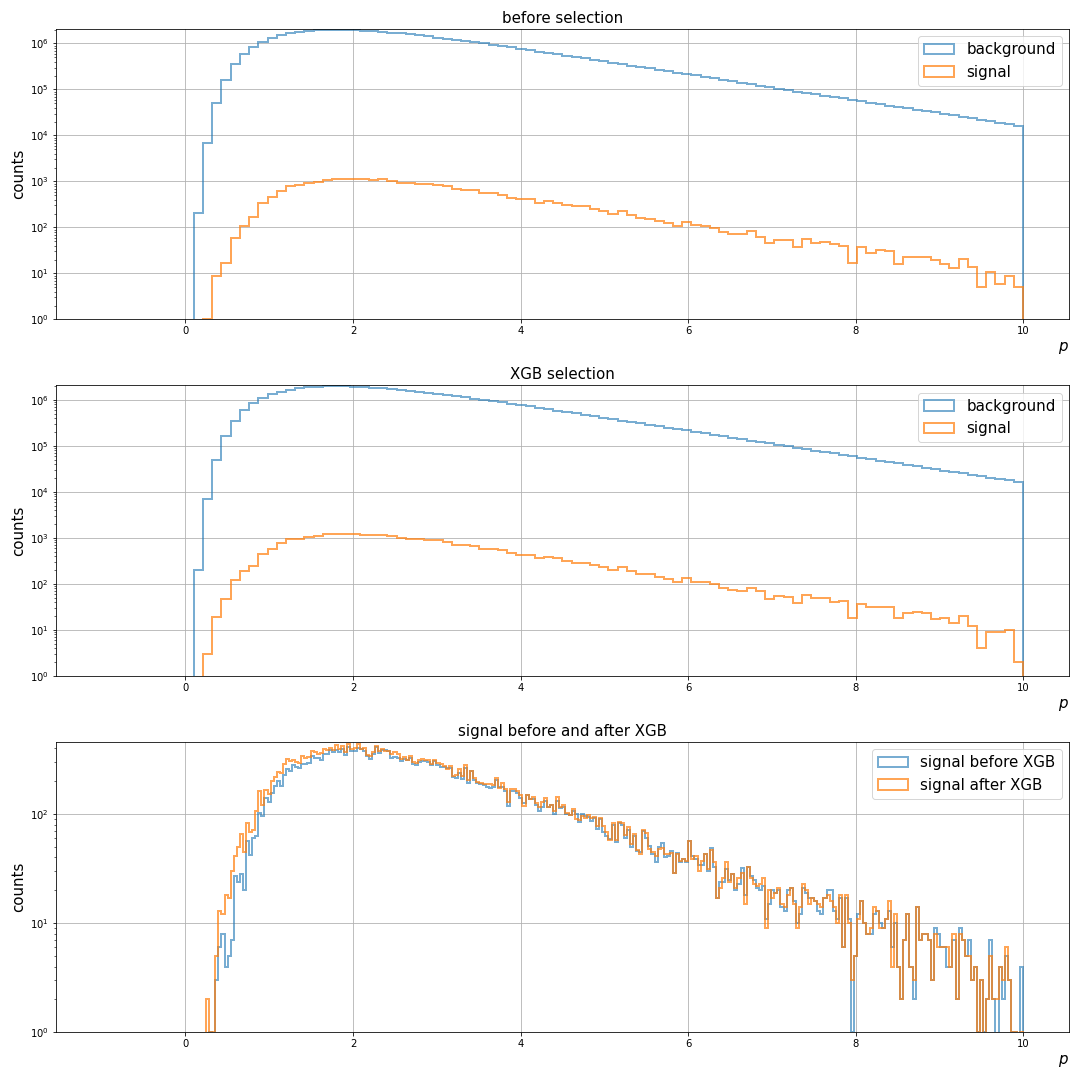 before selection
background
signal
counts
10⁶
10⁵
10⁴
10³
10²
10¹
10⁰
0 2 4 6 8 10
p
XGB selection
background
signal
counts
10⁶
10⁵
10⁴
10³
10²
10¹
10⁰
0 2 4 6 8 10
p
signal before and after XGB
signal before XGB
signal after XGB
counts
10²
10¹
10⁰
0 2 4 6 8 10
p